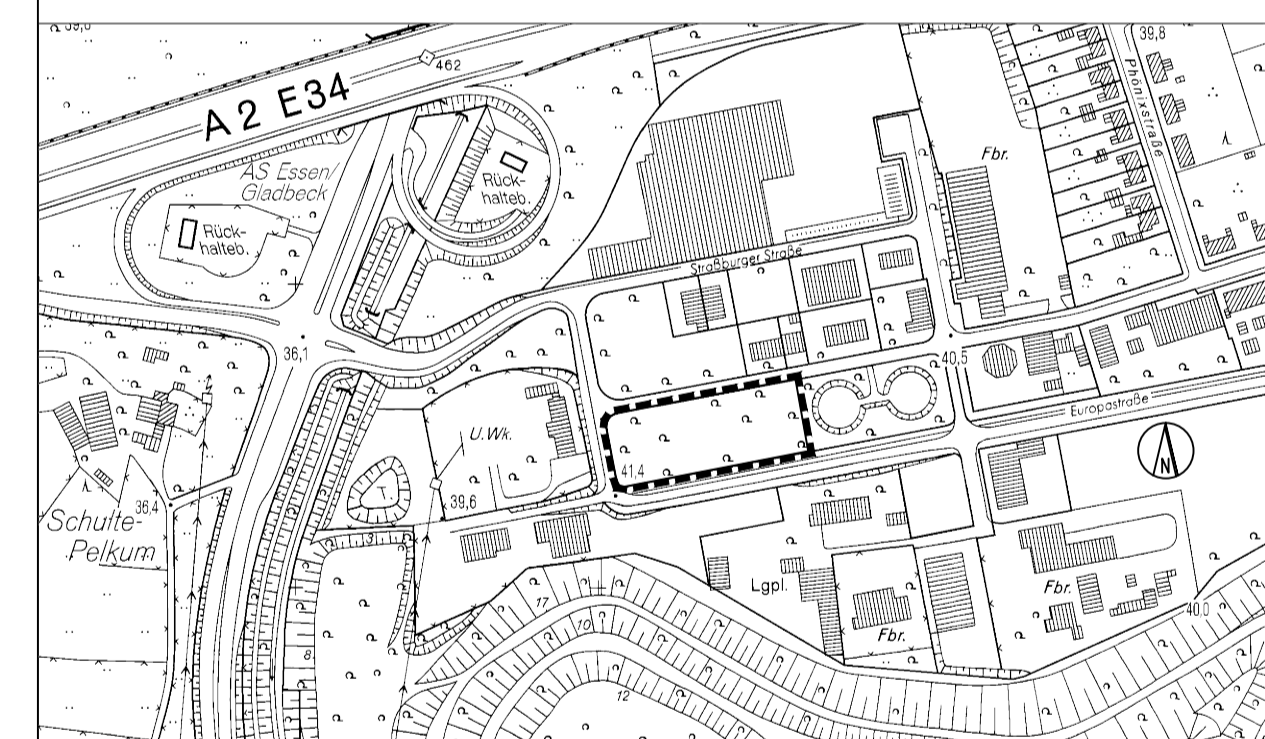 39,8
462
A 2 E34
Phönixstraße
AS Essen/
Gladbeck
Rück-
halteb.
Rück-
halteb.
Fbr.
Straßburger Straße
36,1
40,5
Europastraße
U.Wk.
41,4
39,6
36,4
N
Schulte-
Pelkum
3
T.
17
Lgpl.
Fbr.
Fbr.
40,0
10
8
12